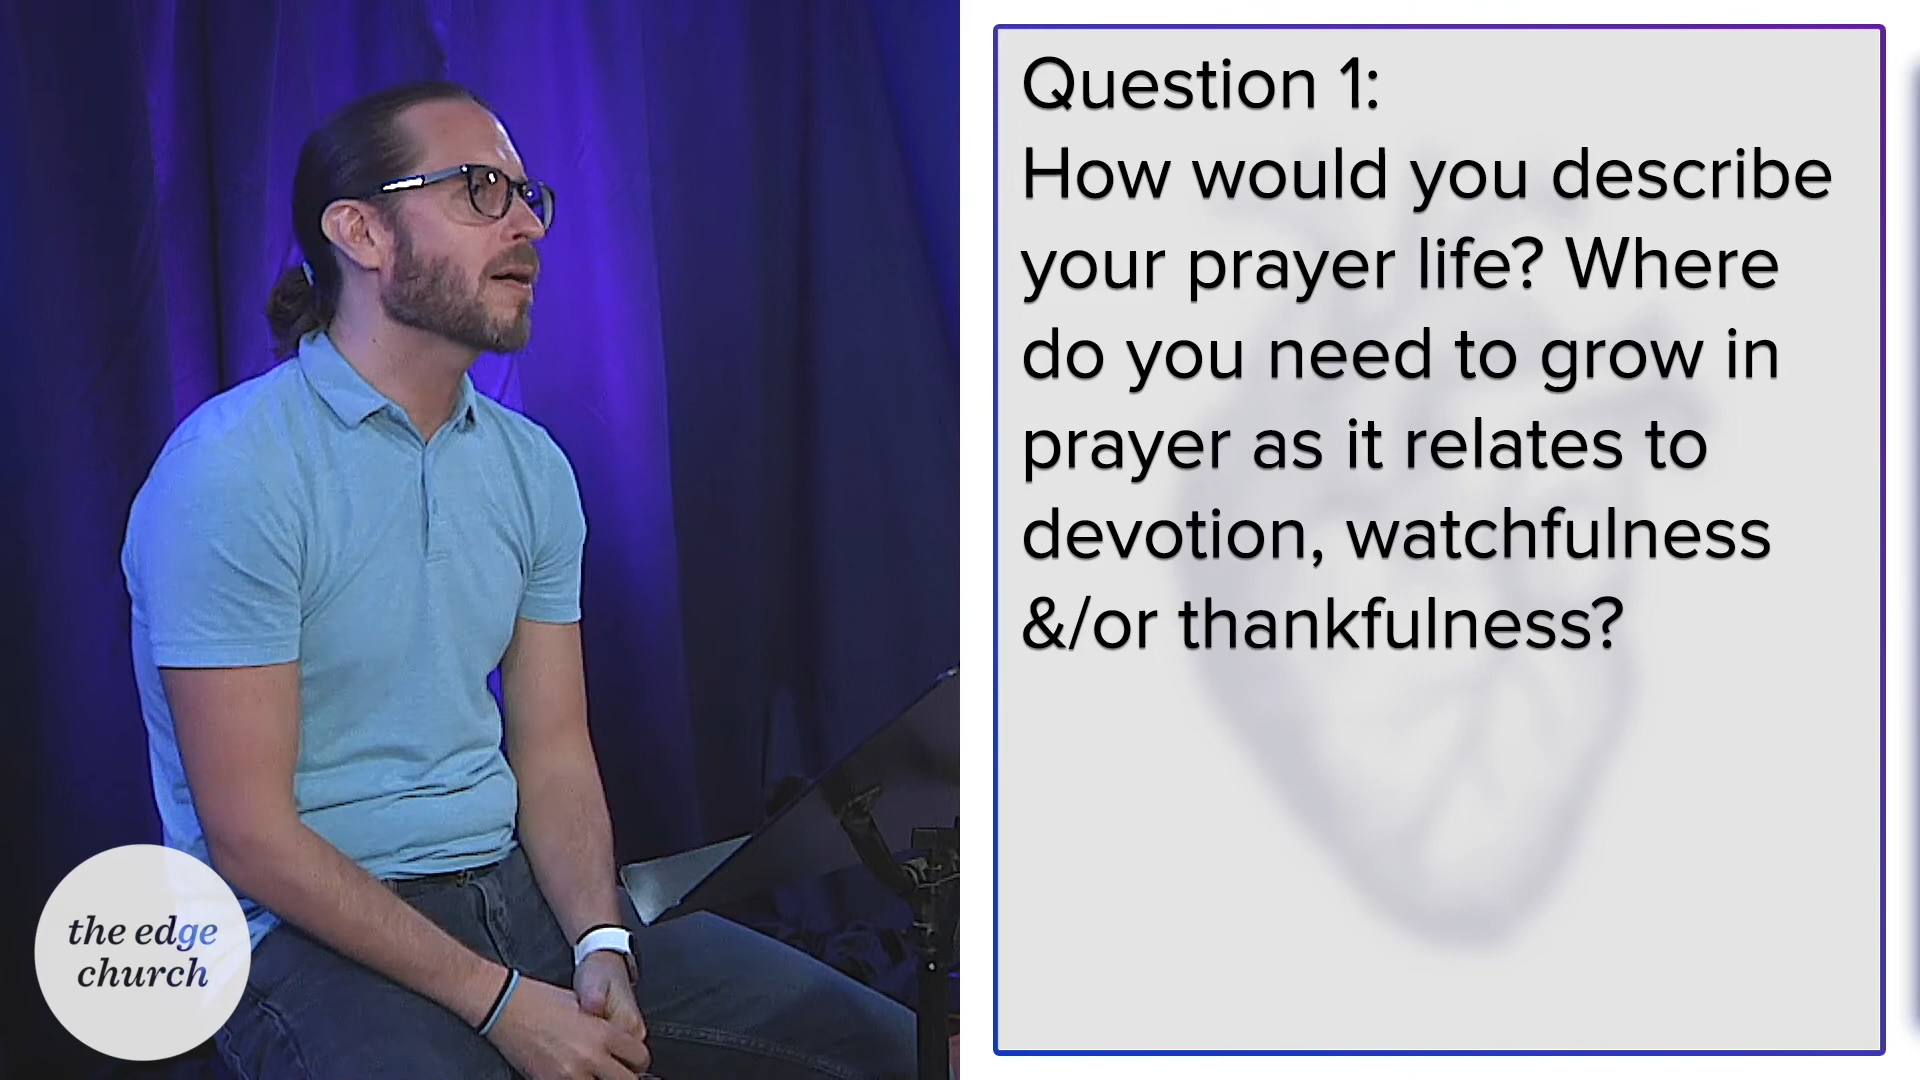 Question 1:
How would you describe
your prayer life? Where
do you need to grow in
prayer as it relates to
devotion, watchfulness
&/or thankfulness?
the edge
church